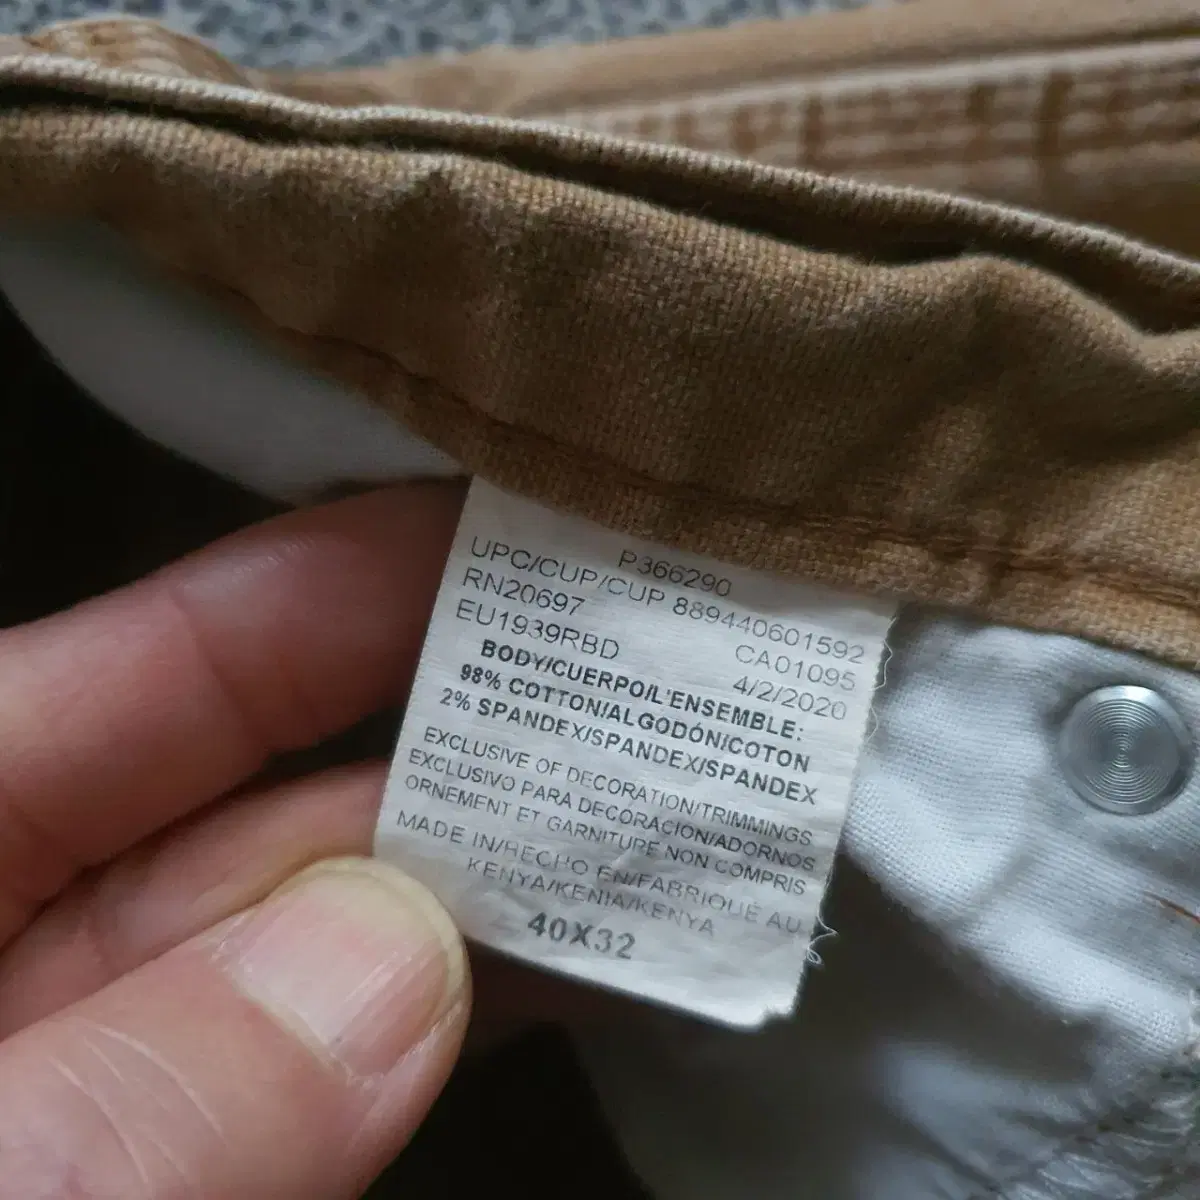 P366290
UPC/CUP/CUP 889440601592
RN20697 CA01095
EU1939RBD 4/2/2020
BODY/CUERPO/L'ENSEMBLE:
98% COTTON/ALGODÓN/COTON
2% SPANDEX/SPANDEX/SPANDEX
EXCLUSIVE OF DECORATION/TRIMMINGS
EXCLUSIVO PARA DECORACION/ADORNOS
ORNEMENT ET GARNITURE NON COMPRIS
MADE IN/HECHO EN/FABRIQUÉ AU
KENYA/KENIA/KENYA
40X32